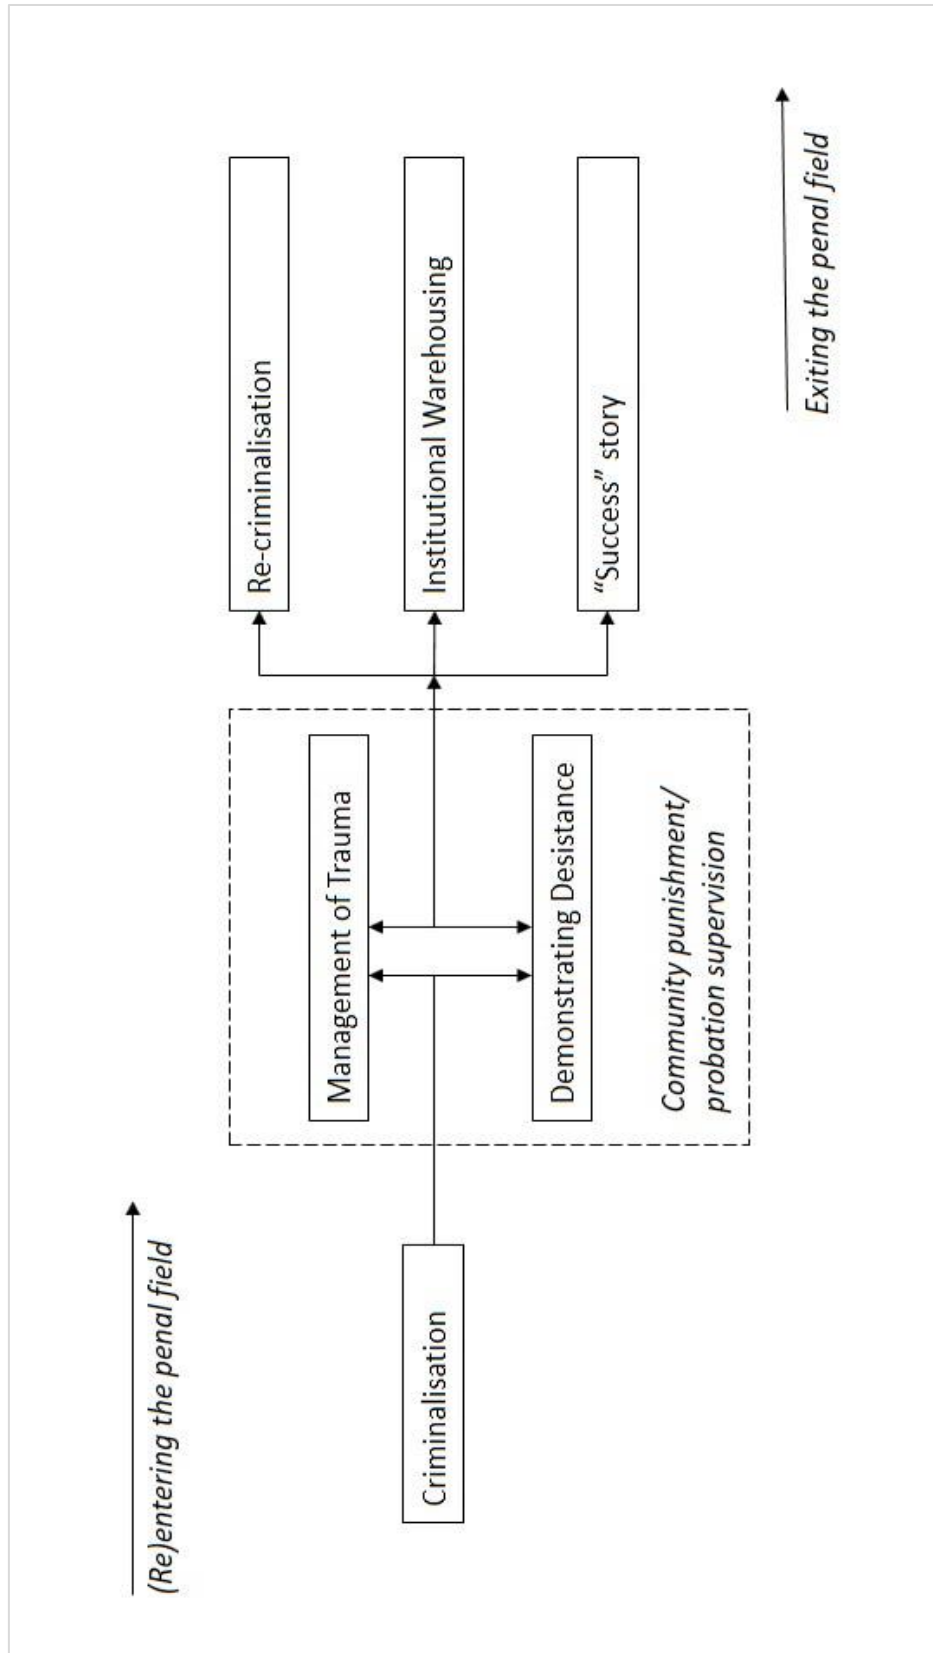 (Re)entering the penal field
Criminalisation
Management of Trauma
Demonstrating Desistance
Community punishment/
probation supervision
Re-criminalisation
Institutional Warehousing
“Success” story
Exiting the penal field